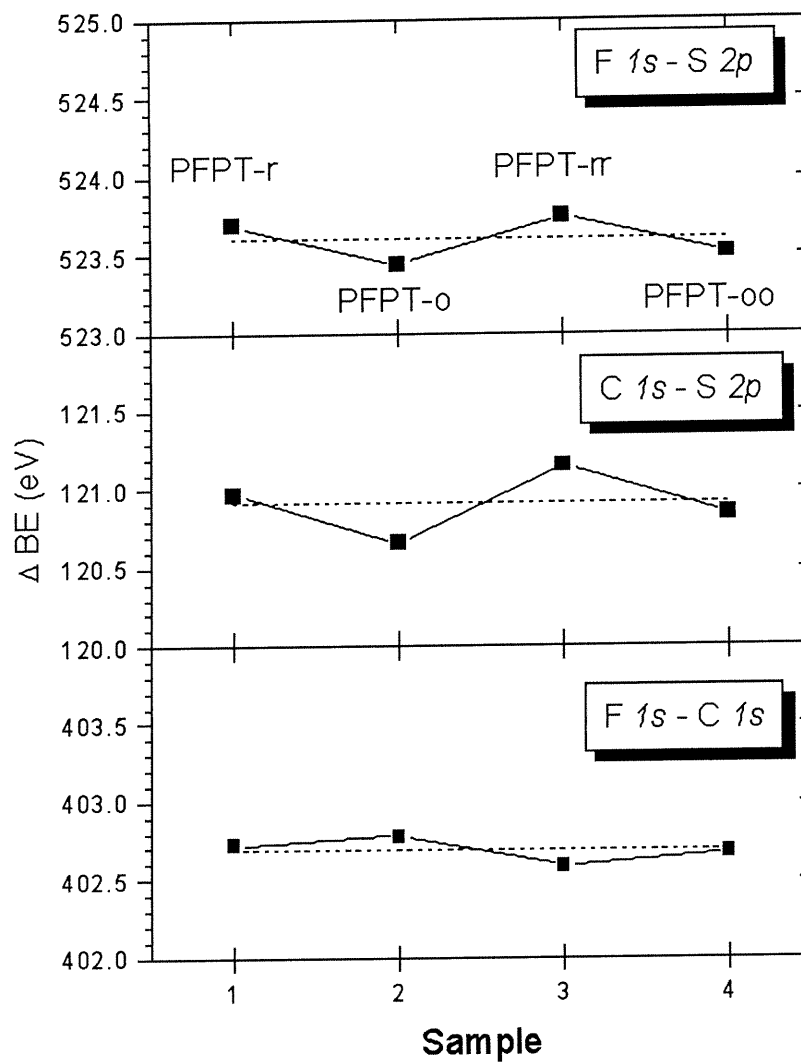 525.0
F 1s - S 2p
524.5
524.0
PFPT-r
PFPT-rr
523.5
PFPT-o
PFPT-oo
523.0
C 1s - S 2p
121.5
121.0
120.5
Δ BE (eV)
120.0
F 1s - C 1s
403.5
403.0
402.5
402.0
1 2 3 4
Sample